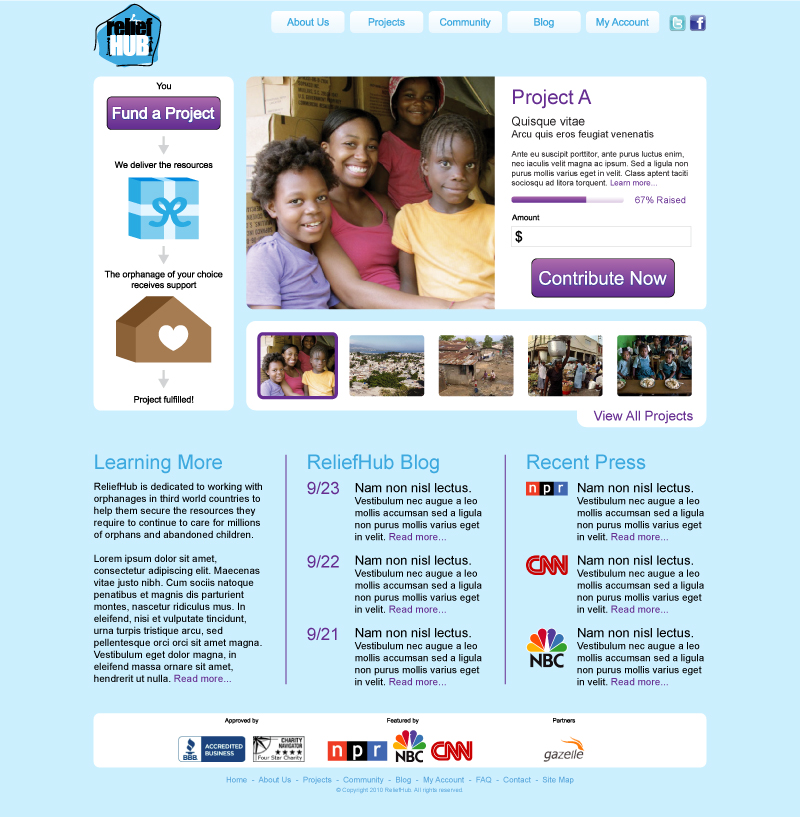 relief
HUB
About Us
Projects
Community
Blog
My Account
t
f
You
Fund a Project
We deliver the resources
The orphanage of your choice
receives support
Project fulfilled!
Project A
Quisque vitae
Arcu quis eros feugiat venenatis
Ante eu suscipit porttitor, ante purus luctus enim,
nec iaculis velit magna ac ipsum. Sed a ligula non
purus mollis varius eget in velit. Class aptent taciti
sociosqu ad litora torquent. Learn more...
67% Raised
Amount
$
Contribute Now
View All Projects
Learning More
ReliefHub is dedicated to working with
orphanages in third world countries to
help them secure the resources they
require to continue to care for millions
of orphans and abandoned children.
Lorem ipsum dolor sit amet,
consectetur adipiscing elit. Maecenas
vitae justo nibh. Cum sociis natoque
penatibus et magnis dis parturient
montes, nascetur ridiculus mus. In
eleifend, nisi et vulputate tincidunt,
urna turpis tristique arcu, sed
pellentesque orci orci sit amet magna.
Vestibulum eget dolor magna, in
eleifend massa ornare sit amet,
hendrerit ut nulla. Read more...
ReliefHub Blog
9/23
Nam non nisl lectus.
Vestibulum nec augue a leo
mollis accumsan sed a ligula
non purus mollis varius eget
in velit. Read more...
9/22
Nam non nisl lectus.
Vestibulum nec augue a leo
mollis accumsan sed a ligula
non purus mollis varius eget
in velit. Read more...
9/21
Nam non nisl lectus.
Vestibulum nec augue a leo
mollis accumsan sed a ligula
non purus mollis varius eget
in velit. Read more...
Recent Press
npr
Nam non nisl lectus.
Vestibulum nec augue a leo
mollis accumsan sed a ligula
non purus mollis varius eget
in velit. Read more...
CNN
Nam non nisl lectus.
Vestibulum nec augue a leo
mollis accumsan sed a ligula
non purus mollis varius eget
in velit. Read more...
NBC
Nam non nisl lectus.
Vestibulum nec augue a leo
mollis accumsan sed a ligula
non purus mollis varius eget
in velit. Read more...
Approved by
BBB
ACCREDITED
BUSINESS
CHARITY
NAVIGATOR
Four Star Charity
Featured by
npr
NBC
CNN
Partners
gazelle
Home - About Us - Projects - Community - Blog - My Account - FAQ - Contact - Site Map
© Copyright 2010 ReliefHub. All rights reserved.